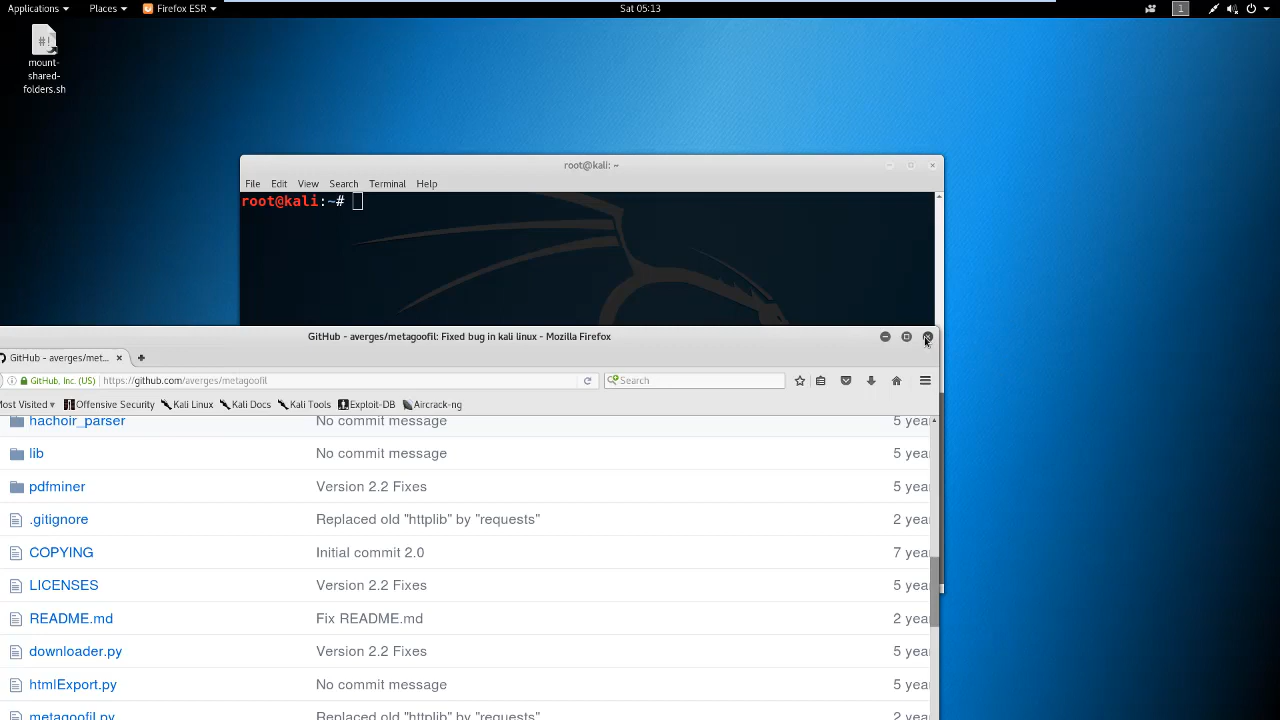 Applications ▾ Places ▾ Firefox ESR ▾ Sat 05:13 1
#!
mount-
shared-
folders.sh
root@kali: ~
File Edit View Search Terminal Help
root@kali:~#
GitHub - averges/metagoofil: Fixed bug in kali linux - Mozilla Firefox
GitHub - averges/met...
GitHub, Inc. (US) https://github.com/averges/metagoofil Search
ost Visited ▾ Offensive Security Kali Linux Kali Docs Kali Tools Exploit-DB Aircrack-ng
hachoir_parser No commit message 5 yea
lib No commit message 5 yea
pdfminer Version 2.2 Fixes 5 yea
.gitignore Replaced old "httplib" by "requests" 2 yea
COPYING Initial commit 2.0 7 yea
LICENSES Version 2.2 Fixes 5 yea
README.md Fix README.md 2 yea
downloader.py Version 2.2 Fixes 5 yea
htmlExport.py No commit message 5 yea
metagoofil.py Replaced old "httplib" by "requests" 2 yea